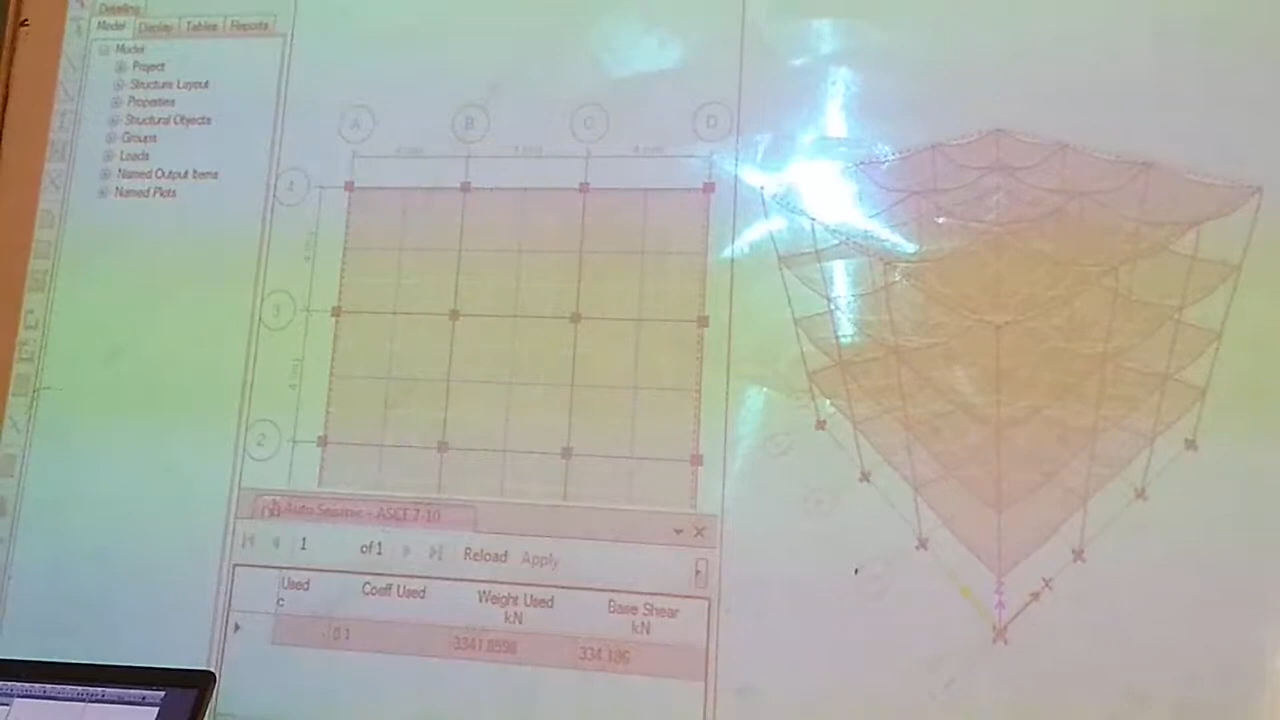 Detailing
Model Display Tables Reports
Model
Project
Structure Layout
Properties
Structural Objects
Groups
Loads
Named Output Items
Named Plots
A B C D
4
3
2
Auto Seismic - ASCE 7-10
1 of 1 Reload Apply
Used Coeff Used Weight Used Base Shear
c kN kN
0.1 3341.8598 334.186